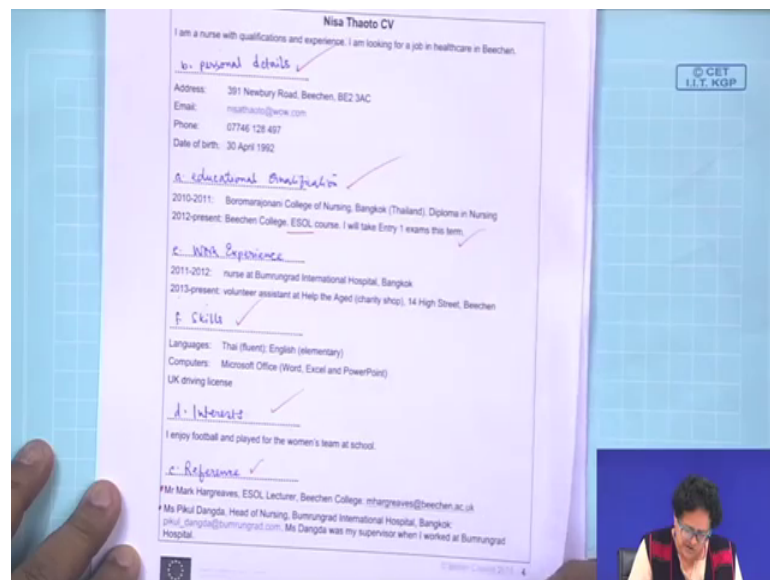 Nisa Thaoto CV
I am a nurse with qualifications and experience. I am looking for a job in healthcare in Beechen.
b. personal details
Address: 391 Newbury Road, Beechen, BE2 3AC
Email: nisathaoto@wow.com
Phone: 07746 128 497
Date of birth: 30 April 1992
a. educational Qualification
2010-2011: Boromarajonani College of Nursing, Bangkok (Thailand). Diploma in Nursing
2012-present: Beechen College. ESOL course. I will take Entry 1 exams this term.
c. Work Experience
2011-2012: nurse at Bumrungrad International Hospital, Bangkok
2013-present: volunteer assistant at Help the Aged (charity shop), 14 High Street, Beechen
f. Skills
Languages: Thai (fluent); English (elementary)
Computers: Microsoft Office (Word, Excel and PowerPoint)
UK driving license
d. Interests
I enjoy football and played for the women's team at school.
e. Reference
Mr Mark Hargreaves, ESOL Lecturer, Beechen College: mhargreaves@beechen.ac.uk
Ms Pikul Dangda, Head of Nursing, Bumrungrad International Hospital, Bangkok:
pikul_dangda@bumrungrad.com. Ms Dangda was my supervisor when I worked at Bumrungrad
Hospital.
4
© CET
I.I.T. KGP